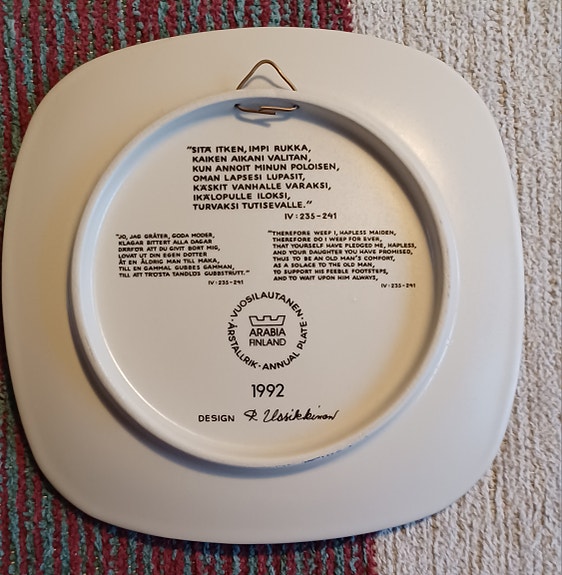 "SITÄ ITKEN, IMPI RUKKA,
KAIKEN AIKANI VALITAN,
KUN ANNOIT MINUN POLOISEN,
OMAN LAPSESI LUPASIT,
KÄSKIT VANHALLE VARAKSI,
IKÄLOPULLE ILOKSI,
TURVAKSI TUTISEVALLE."
IV:235-241
"JO, JAG GRÅTER, GODA MODER,
KLAGAR BITTERT ALLA DAGAR
DÄRFÖR ATT DU GIVIT BORT MIG,
LOVAT UT DIN EGEN DOTTER
ÅT EN ÅLDRIG MAN TILL MAKA,
TILL EN GAMMAL GUBBES GAMMAN,
TILL ATT TRÖSTA TANDLÖS GUBBSTRUTT."
IV:235-241
"THEREFORE WEEP I, HAPLESS MAIDEN,
THEREFORE DO I WEEP FOR EVER,
THAT YOURSELF HAVE PLEDGED ME, HAPLESS,
AND YOUR DAUGHTER YOU HAVE PROMISED,
THUS TO BE AN OLD MAN'S COMFORT,
AS A SOLACE TO THE OLD MAN,
TO SUPPORT HIS FEEBLE FOOTSTEPS,
AND TO WAIT UPON HIM ALWAYS,
IV:235-241
VUOSILAUTANEN · ÅRSTALLRIK · ANNUAL PLATE ·
ARABIA
FINLAND
1992
DESIGN R. Uosikkinen